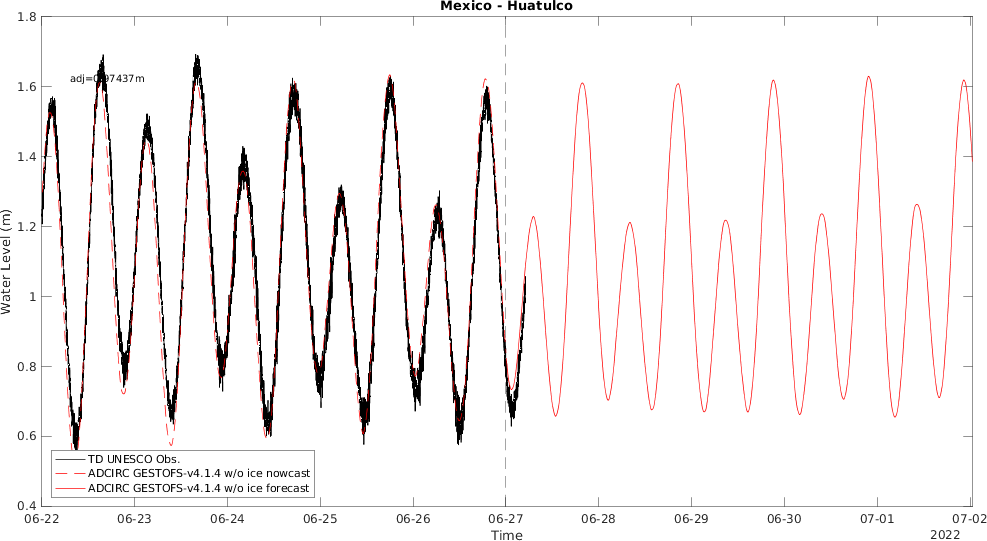 Mexico - Huatulco
1.8
1.6
1.4
1.2
1
0.8
0.6
0.4
Water Level (m)
adj=0.97437m
TD UNESCO Obs.
ADCIRC GESTOFS-v4.1.4 w/o ice nowcast
ADCIRC GESTOFS-v4.1.4 w/o ice forecast
06-22 06-23 06-24 06-25 06-26 06-27 06-28 06-29 06-30 07-01 07-02
Time
2022